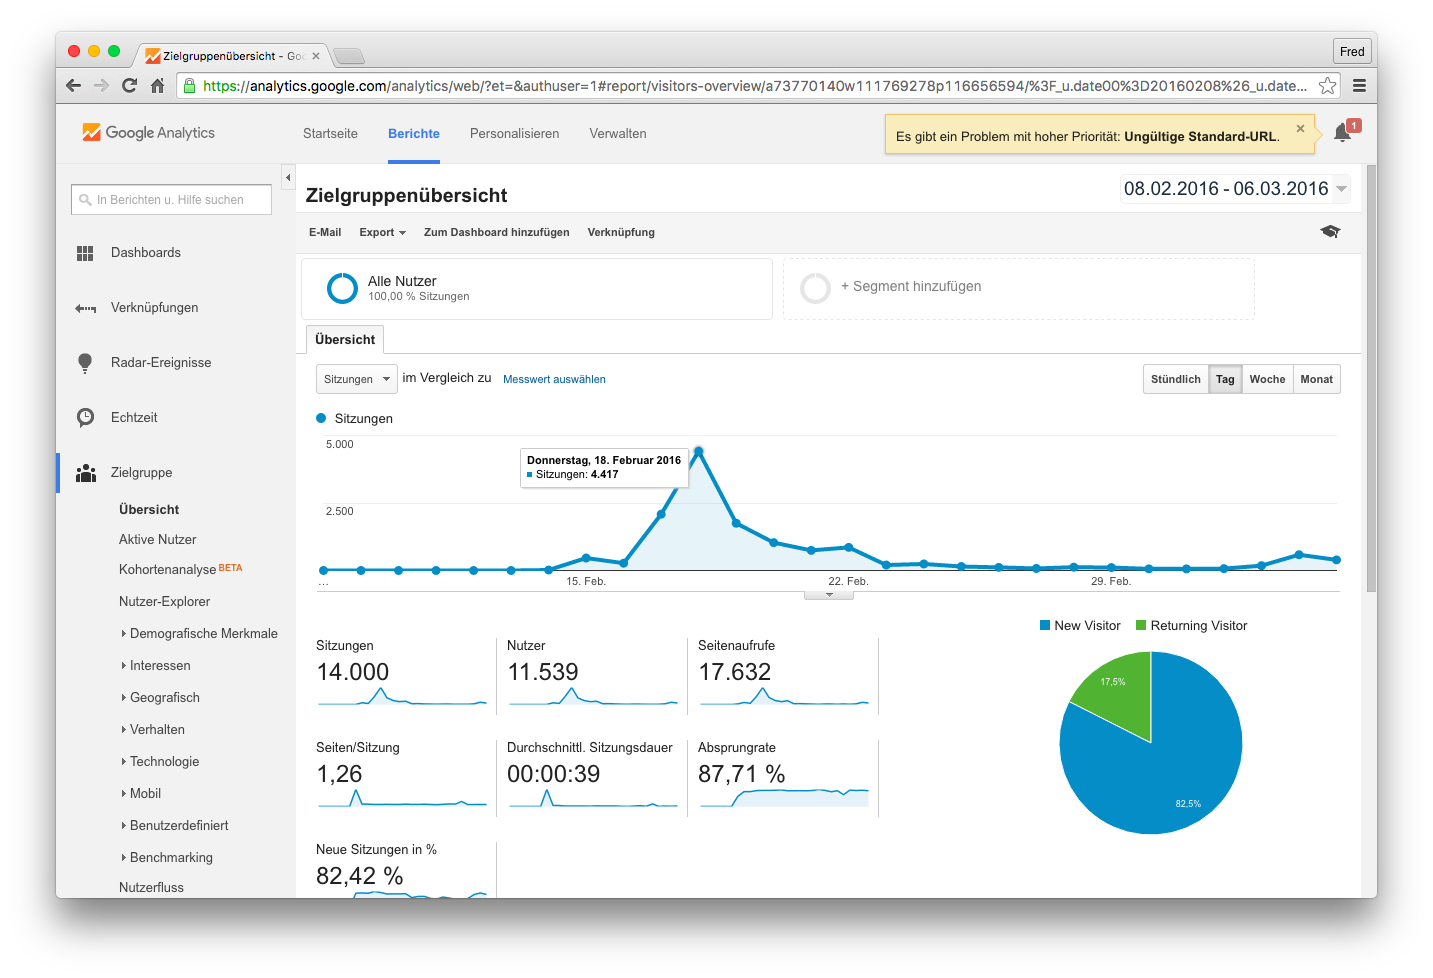 Zielgruppenübersicht - Goo
Fred
https://analytics.google.com/analytics/web/?et=&authuser=1#report/visitors-overview/a73770140w111769278p116656594/%3F_u.date00%3D20160208%26_u.date...
Google Analytics
Startseite
Berichte
Personalisieren
Verwalten
Es gibt ein Problem mit hoher Priorität: Ungültige Standard-URL.
1
In Berichten u. Hilfe suchen
Dashboards
Verknüpfungen
Radar-Ereignisse
Echtzeit
Zielgruppe
Übersicht
Aktive Nutzer
Kohortenanalyse BETA
Nutzer-Explorer
Demografische Merkmale
Interessen
Geografisch
Verhalten
Technologie
Mobil
Benutzerdefiniert
Benchmarking
Nutzerfluss
Zielgruppenübersicht
08.02.2016 - 06.03.2016
E-Mail
Export
Zum Dashboard hinzufügen
Verknüpfung
Alle Nutzer
100,00 % Sitzungen
+ Segment hinzufügen
Übersicht
Sitzungen
im Vergleich zu
Messwert auswählen
Stündlich
Tag
Woche
Monat
Sitzungen
5.000
2.500
Donnerstag, 18. Februar 2016
Sitzungen: 4.417
...
15. Feb.
22. Feb.
29. Feb.
Sitzungen
14.000
Nutzer
11.539
Seitenaufrufe
17.632
Seiten/Sitzung
1,26
Durchschnittl. Sitzungsdauer
00:00:39
Absprungrate
87,71 %
Neue Sitzungen in %
82,42 %
New Visitor
Returning Visitor
17,5%
82,5%